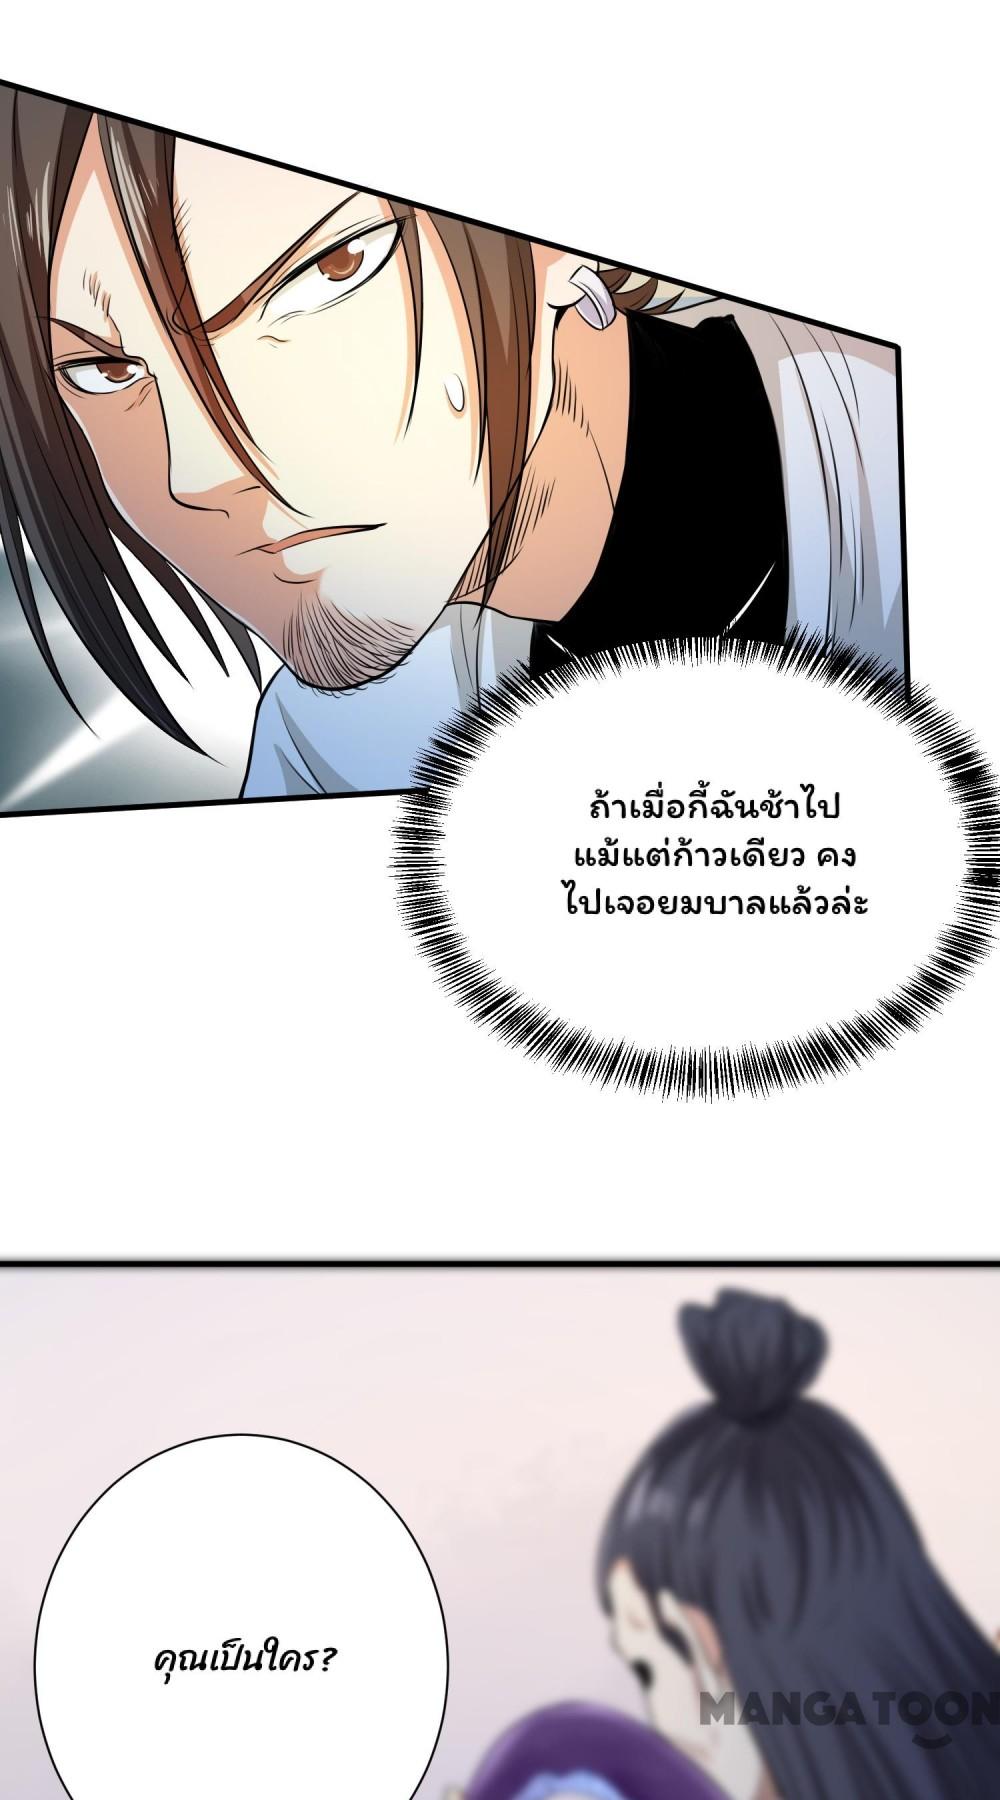 ถ้าเมื่อกี้ฉันช้าไป
แม้แต่ก้าวเดียว คง
ไปเจอยมบาลแล้วล่ะ
คุณเป็นใคร?
MANGA TOON